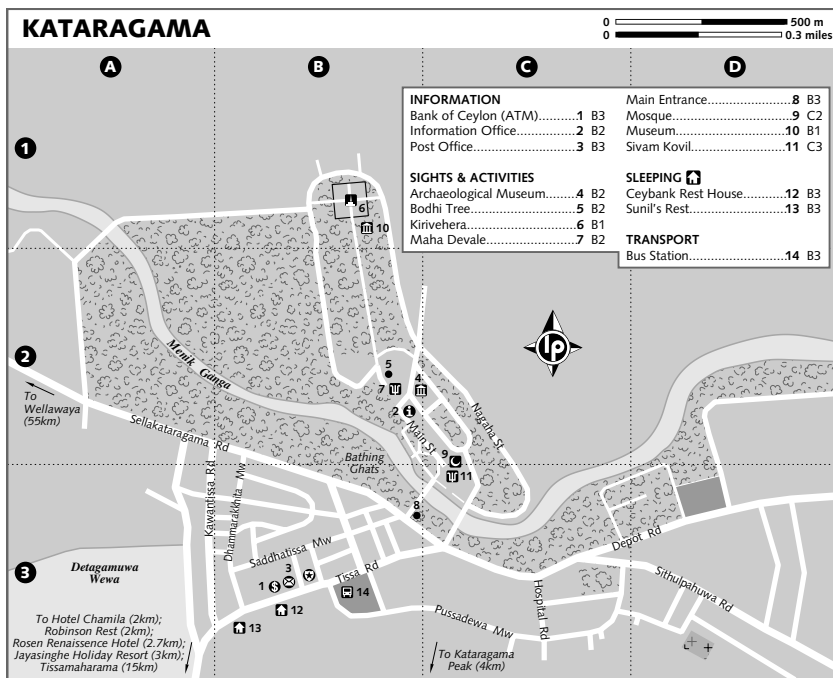 KATARAGAMA
0 500 m
0 0.3 miles
A B C D
1
2
3
INFORMATION
Bank of Ceylon (ATM)..........1 B3
Information Office...............2 B2
Post Office..........................3 B3
SIGHTS & ACTIVITIES
Archaeological Museum......4 B2
Bodhi Tree..........................5 B2
Kirivehera...........................6 B1
Maha Devale......................7 B2
Main Entrance.....................8 B3
Mosque..............................9 C2
Museum...........................10 B1
Sivam Kovil......................11 C3
SLEEPING
Ceybank Rest House..........12 B3
Sunil's Rest......................13 B3
TRANSPORT
Bus Station......................14 B3
6
10
lp
Menik Ganga
5
7
4
2
To
Wellawaya
(55km)
Sellakataragama Rd
Main St
Nagaha St
Bathing
Ghats
9
11
8
Kawantissa Rd
Dhammarakkhita Mw
Saddhatissa Mw
Depot Rd
Detagamuwa
Wewa
3
1 $
Tissa Rd
14
Sithulpahuwa Rd
Hospital Rd
12
13
Pussadewa Mw
To Hotel Chamila (2km);
Robinson Rest (2km);
Rosen Renaissence Hotel (2.7km);
Jayasinghe Holiday Resort (3km);
Tissamaharama (15km)
To Kataragama
Peak (4km)